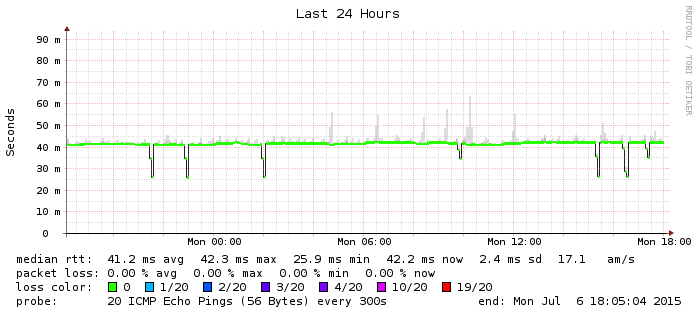 Last 24 Hours
RRDTOOL / TOBI OETIKER
Seconds
90 m
80 m
70 m
60 m
50 m
40 m
30 m
20 m
10 m
0
Mon 00:00 Mon 06:00 Mon 12:00 Mon 18:00
median rtt: 41.2 ms avg 42.3 ms max 25.9 ms min 42.2 ms now 2.4 ms sd 17.1 am/s
packet loss: 0.00 % avg 0.00 % max 0.00 % min 0.00 % now
loss color: 0 1/20 2/20 3/20 4/20 10/20 19/20
probe: 20 ICMP Echo Pings (56 Bytes) every 300s end: Mon Jul 6 18:05:04 2015